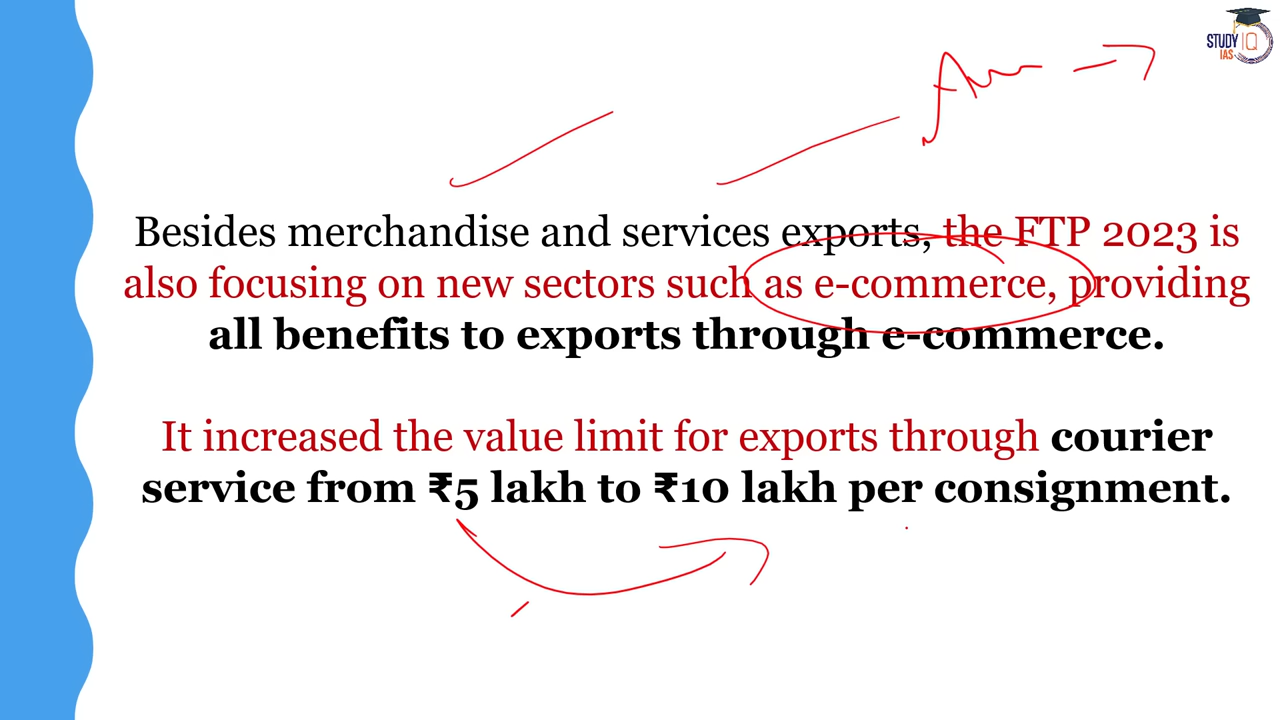 STUDY IQ
IAS
Besides merchandise and services exports, the FTP 2023 is
also focusing on new sectors such as e-commerce, providing
all benefits to exports through e-commerce.
It increased the value limit for exports through courier
service from ₹5 lakh to ₹10 lakh per consignment.